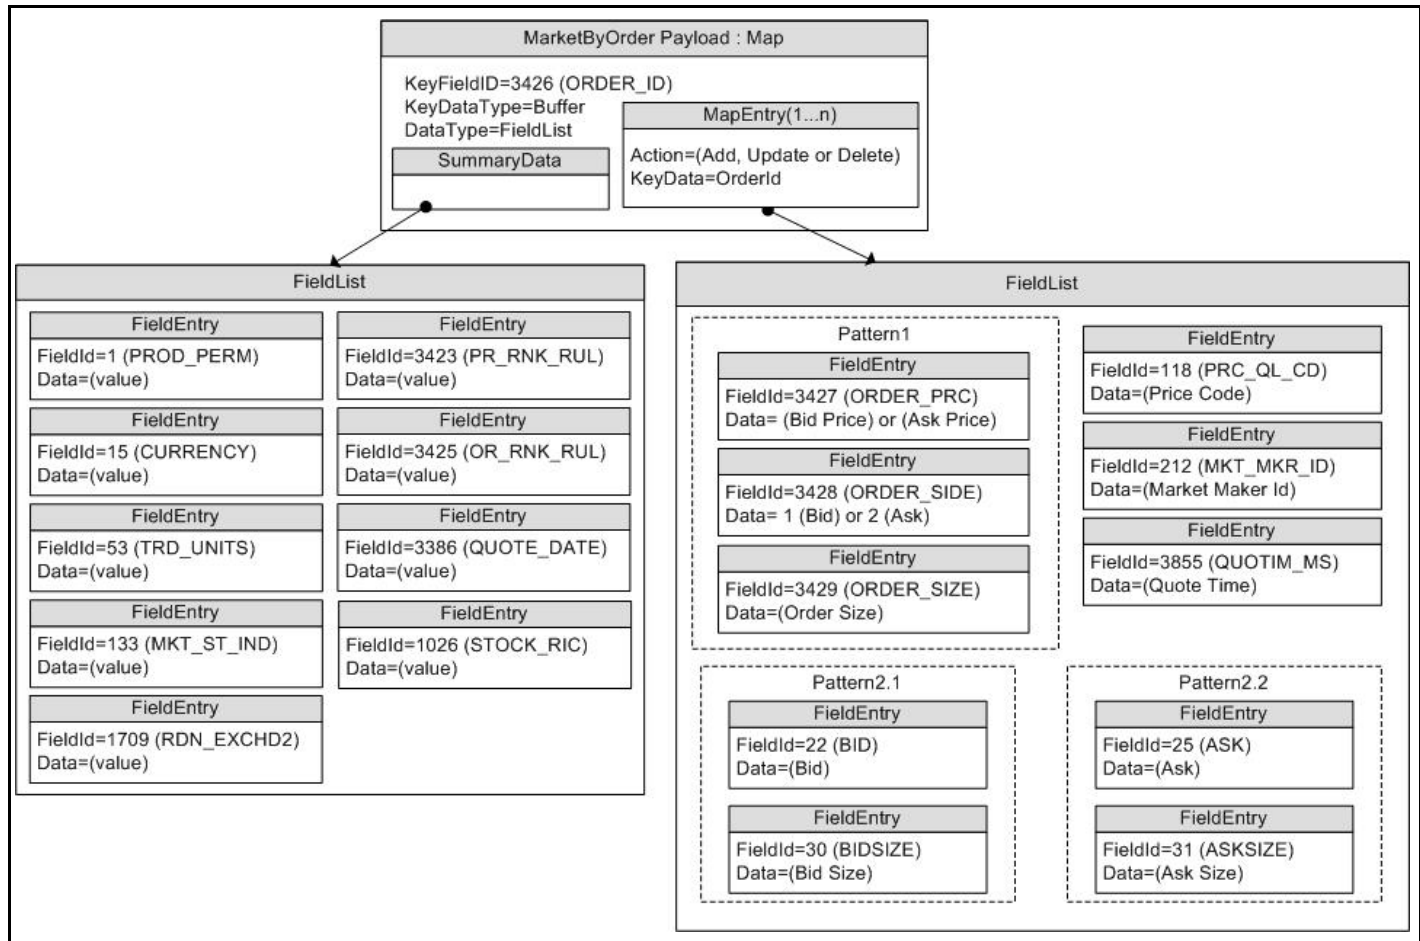 MarketByOrder Payload : Map
KeyFieldID=3426 (ORDER_ID)
KeyDataType=Buffer
DataType=FieldList
SummaryData
MapEntry(1...n)
Action=(Add, Update or Delete)
KeyData=OrderId
FieldList
FieldEntry
FieldId=1 (PROD_PERM)
Data=(value)
FieldEntry
FieldId=3423 (PR_RNK_RUL)
Data=(value)
FieldEntry
FieldId=15 (CURRENCY)
Data=(value)
FieldEntry
FieldId=3425 (OR_RNK_RUL)
Data=(value)
FieldEntry
FieldId=53 (TRD_UNITS)
Data=(value)
FieldEntry
FieldId=3386 (QUOTE_DATE)
Data=(value)
FieldEntry
FieldId=133 (MKT_ST_IND)
Data=(value)
FieldEntry
FieldId=1026 (STOCK_RIC)
Data=(value)
FieldEntry
FieldId=1709 (RDN_EXCHD2)
Data=(value)
FieldList
Pattern1
FieldEntry
FieldId=3427 (ORDER_PRC)
Data= (Bid Price) or (Ask Price)
FieldEntry
FieldId=3428 (ORDER_SIDE)
Data= 1 (Bid) or 2 (Ask)
FieldEntry
FieldId=3429 (ORDER_SIZE)
Data=(Order Size)
FieldEntry
FieldId=118 (PRC_QL_CD)
Data=(Price Code)
FieldEntry
FieldId=212 (MKT_MKR_ID)
Data=(Market Maker Id)
FieldEntry
FieldId=3855 (QUOTIM_MS)
Data=(Quote Time)
Pattern2.1
FieldEntry
FieldId=22 (BID)
Data=(Bid)
FieldEntry
FieldId=30 (BIDSIZE)
Data=(Bid Size)
Pattern2.2
FieldEntry
FieldId=25 (ASK)
Data=(Ask)
FieldEntry
FieldId=31 (ASKSIZE)
Data=(Ask Size)